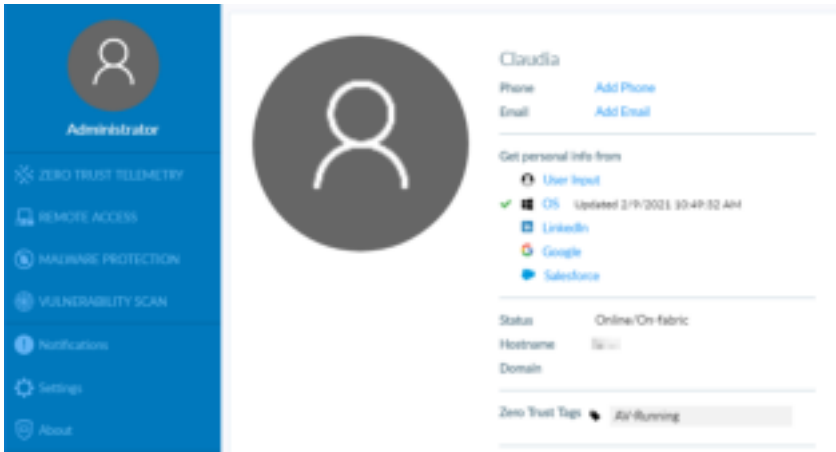 Administrator
ZERO TRUST TELEMETRY
REMOTE ACCESS
MALWARE PROTECTION
VULNERABILITY SCAN
Notifications
Settings
About
Claudia
Phone Add Phone
Email Add Email
Get personal info from
User Input
OS Updated 2/9/2021 10:49:32 AM
LinkedIn
Google
Salesforce
Status Online/On-fabric
Hostname
Domain
Zero Trust Tags AV-Running